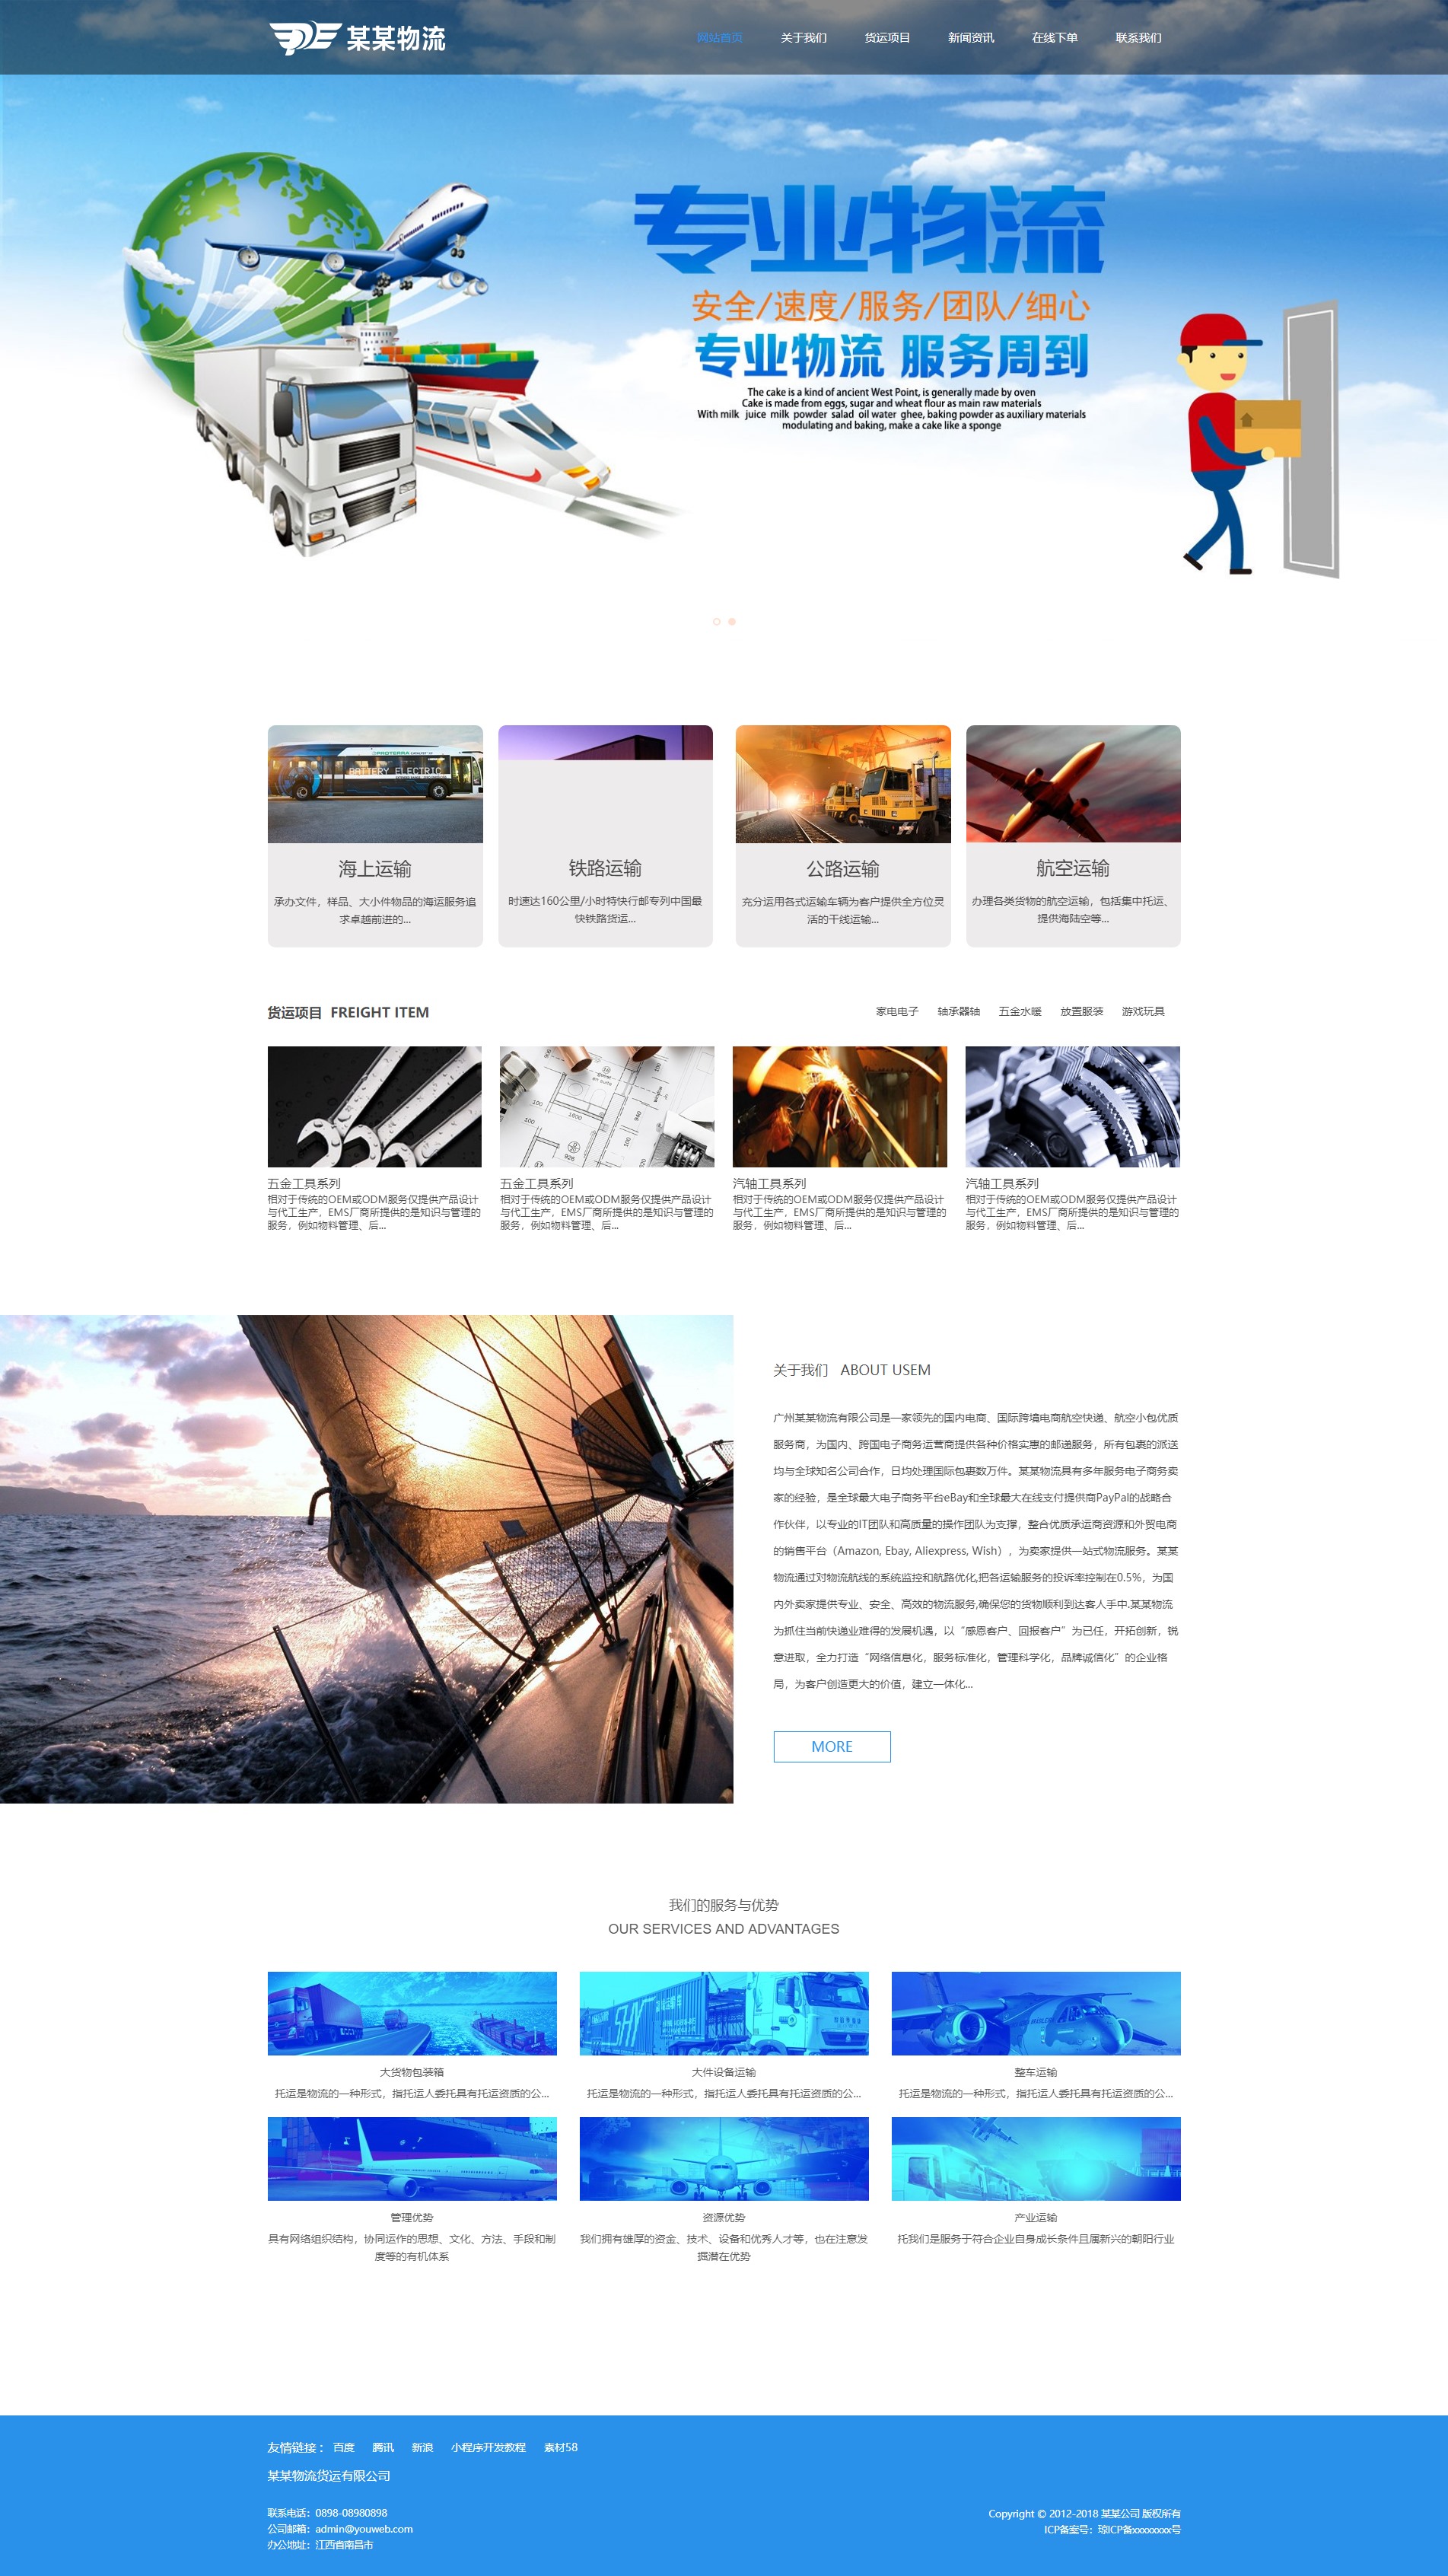 某某物流
网站首页 关于我们 货运项目 新闻资讯 在线下单 联系我们
专业物流
安全/速度/服务/团队/细心
专业物流 服务周到
The cake is a kind of ancient West Point, is generally made by oven
Cake is made from eggs, sugar and wheat flour as main raw materials
With milk juice milk powder salad oil water ghee, baking powder as auxiliary materials
modulating and baking, make a cake like a sponge
PROTERRA
BATTERY ELECTRIC
海上运输
承办文件，样品、大小件物品的海运服务追
求卓越前进的...
铁路运输
时速达160公里/小时特快行邮专列中国最
快铁路货运...
公路运输
充分运用各式运输车辆为客户提供全方位灵
活的干线运输...
航空运输
办理各类货物的航空运输，包括集中托运、
提供海陆空等...
货运项目 FREIGHT ITEM
家电电子 轴承器轴 五金水暖 放置服装 游戏玩具
五金工具系列
相对于传统的OEM或ODM服务仅提供产品设计
与代工生产，EMS厂商所提供的是知识与管理的
服务，例如物料管理、后...
五金工具系列
相对于传统的OEM或ODM服务仅提供产品设计
与代工生产，EMS厂商所提供的是知识与管理的
服务，例如物料管理、后...
汽轴工具系列
相对于传统的OEM或ODM服务仅提供产品设计
与代工生产，EMS厂商所提供的是知识与管理的
服务，例如物料管理、后...
汽轴工具系列
相对于传统的OEM或ODM服务仅提供产品设计
与代工生产，EMS厂商所提供的是知识与管理的
服务，例如物料管理、后...
关于我们 ABOUT USEM
广州某某物流有限公司是一家领先的国内电商、国际跨境电商航空快递、航空小包优质
服务商，为国内、跨国电子商务运营商提供各种价格实惠的邮递服务，所有包裹的派送
均与全球知名公司合作，日均处理国际包裹数万件。某某物流具有多年服务电子商务卖
家的经验，是全球最大电子商务平台eBay和全球最大在线支付提供商PayPal的战略合
作伙伴，以专业的IT团队和高质量的操作团队为支撑，整合优质承运商资源和外贸电商
的销售平台（Amazon, Ebay, Aliexpress, Wish），为卖家提供一站式物流服务。某某
物流通过对物流航线的系统监控和航路优化,把各运输服务的投诉率控制在0.5%，为国
内外卖家提供专业、安全、高效的物流服务,确保您的货物顺利到达客人手中.某某物流
为抓住当前快递业难得的发展机遇，以“感恩客户、回报客户”为已任，开拓创新，锐
意进取，全力打造“网络信息化，服务标准化，管理科学化，品牌诚信化”的企业格
局，为客户创造更大的价值，建立一体化...
MORE
我们的服务与优势
OUR SERVICES AND ADVANTAGES
大货物包装箱
托运是物流的一种形式，指托运人委托具有托运资质的公...
大件设备运输
托运是物流的一种形式，指托运人委托具有托运资质的公...
整车运输
托运是物流的一种形式，指托运人委托具有托运资质的公...
管理优势
具有网络组织结构，协同运作的思想、文化、方法、手段和制
度等的有机体系
资源优势
我们拥有雄厚的资金、技术、设备和优秀人才等，也在注意发
掘潜在优势
产业运输
托我们是服务于符合企业自身成长条件且属新兴的朝阳行业
友情链接： 百度 腾讯 新浪 小程序开发教程 素材58
某某物流货运有限公司
联系电话：0898-08980898
公司邮箱：admin@youweb.com
办公地址：江西省南昌市
Copyright © 2012-2018 某某公司 版权所有
ICP备案号：琼ICP备xxxxxxxx号